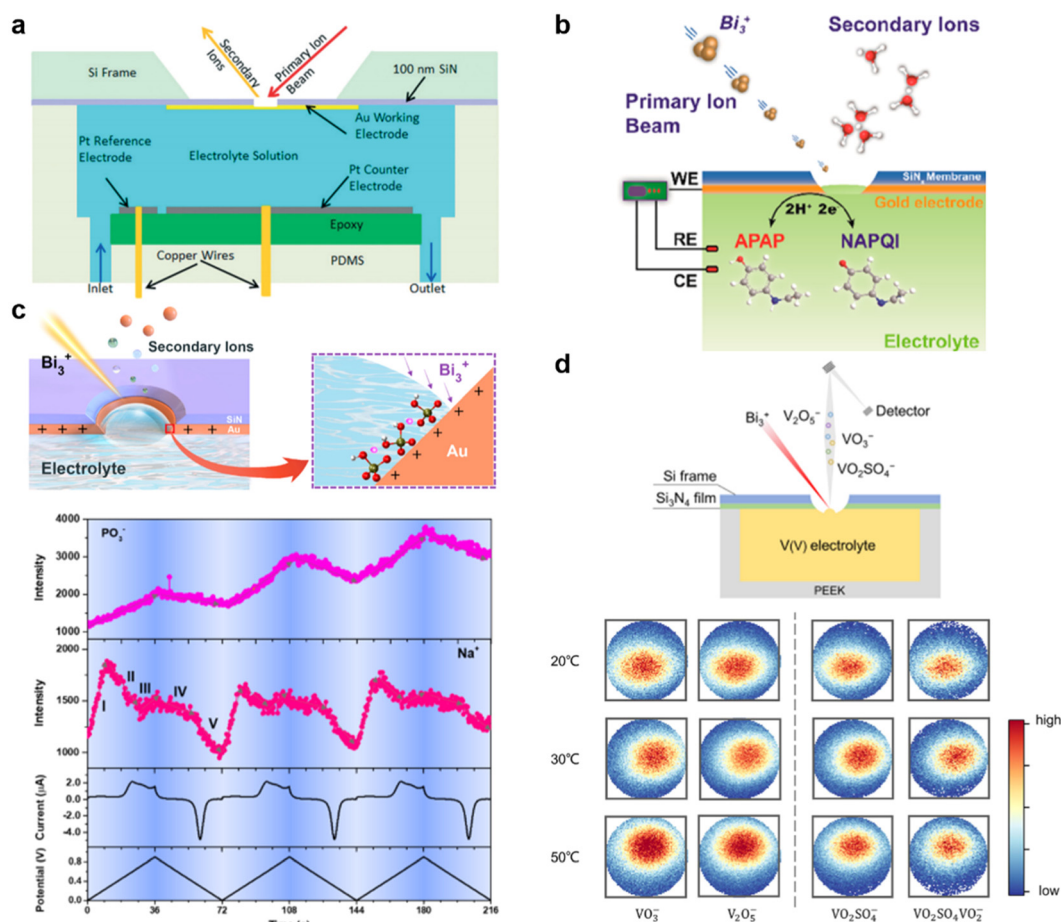 a
Si Frame
Secondary
Ions
Primary Ion
Beam
100 nm SiN
Au Working
Electrode
Pt Reference
Electrode
Electrolyte Solution
Pt Counter
Electrode
Epoxy
Copper Wires
PDMS
Inlet
Outlet
b
Bi₃⁺
Secondary Ions
Primary Ion
Beam
WE
SiNₓ Membrane
Gold electrode
2H⁺ 2e⁻
RE
APAP
NAPQI
CE
Electrolyte
c
Bi₃⁺
Secondary Ions
SiN
Au
+ + + + + + +
Electrolyte
Bi₃⁺
Au
PO₃⁻
Intensity
4000
3000
2000
1000
Na⁺
Intensity
2000
1500
1000
I
II
III
IV
V
Current (μA)
2.0
0.0
-2.0
-4.0
Potential (V)
0.8
0.4
0.0
0 36 72 108 144 180 216
d
Detector
Bi₃⁺
V₂O₅⁻
VO₃⁻
VO₂SO₄⁻
Si frame
Si₃N₄ film
V(V) electrolyte
PEEK
20℃
30℃
50℃
high
low
VO₃⁻ V₂O₅⁻ VO₂SO₄⁻ VO₂SO₄VO₂⁻